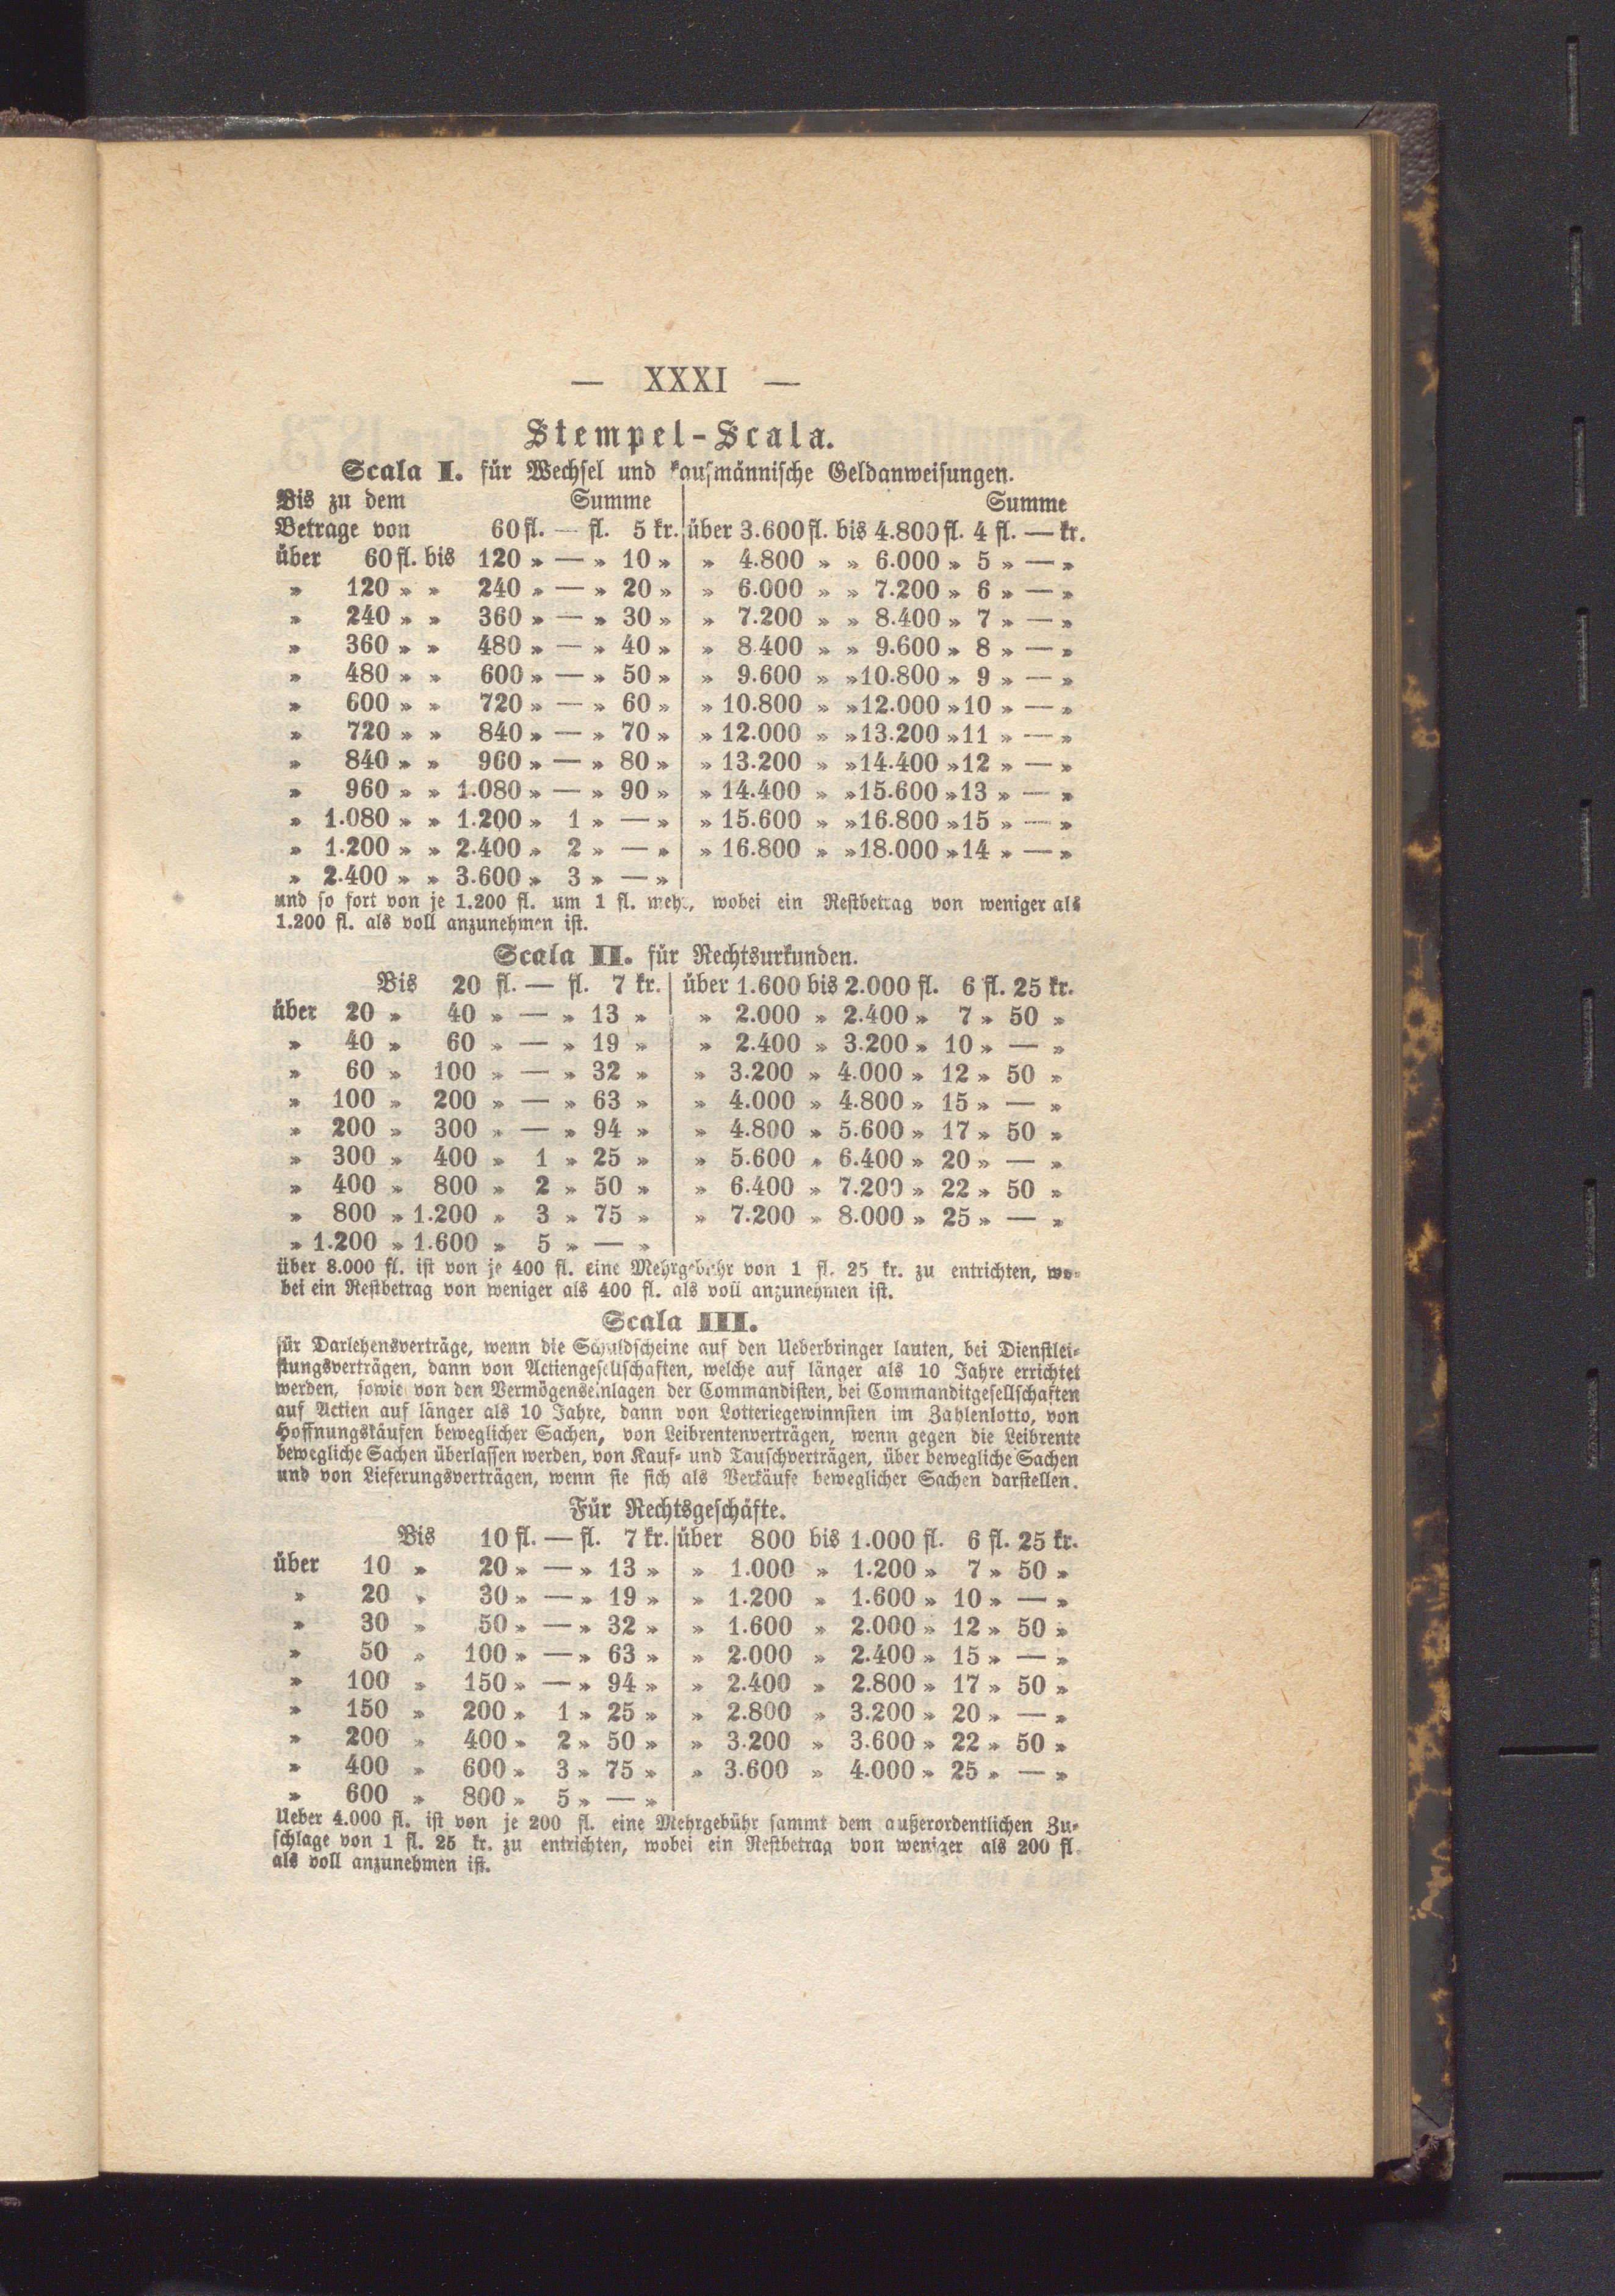 — XXXI —
Stempel-Scala.
Scala I. für Wechsel und kaufmännische Geldanweisungen.
Bis zu dem Summe
Betrage von 60 fl. — fl. 5 kr.
über 60 fl. bis 120 » — » 10 »
» 120 » » 240 » — » 20 »
» 240 » » 360 » — » 30 »
» 360 » » 480 » — » 40 »
» 480 » » 600 » — » 50 »
» 600 » » 720 » — » 60 »
» 720 » » 840 » — » 70 »
» 840 » » 960 » — » 80 »
» 960 » » 1.080 » — » 90 »
» 1.080 » » 1.200 » 1 » — »
» 1.200 » » 2.400 » 2 » — »
» 2.400 » » 3.600 » 3 » — »
Summe
über 3.600 fl. bis 4.800 fl. 4 fl. — kr.
» 4.800 » » 6.000 » 5 » — »
» 6.000 » » 7.200 » 6 » — »
» 7.200 » » 8.400 » 7 » — »
» 8.400 » » 9.600 » 8 » — »
» 9.600 » » 10.800 » 9 » — »
» 10.800 » » 12.000 » 10 » — »
» 12.000 » » 13.200 » 11 » — »
» 13.200 » » 14.400 » 12 » — »
» 14.400 » » 15.600 » 13 » — »
» 15.600 » » 16.800 » 15 » — »
» 16.800 » » 18.000 » 14 » — »
und so fort von je 1.200 fl. um 1 fl. mehr, wobei ein Restbetrag von weniger als
1.200 fl. als voll anzunehmen ist.
Scala II. für Rechtsurkunden.
Bis 20 fl. — fl. 7 kr.
über 20 » 40 » — » 13 »
» 40 » 60 » — » 19 »
» 60 » 100 » — » 32 »
» 100 » 200 » — » 63 »
» 200 » 300 » — » 94 »
» 300 » 400 » 1 » 25 »
» 400 » 800 » 2 » 50 »
» 800 » 1.200 » 3 » 75 »
» 1.200 » 1.600 » 5 » — »
über 1.600 bis 2.000 fl. 6 fl. 25 kr.
» 2.000 » 2.400 » 7 » 50 »
» 2.400 » 3.200 » 10 » — »
» 3.200 » 4.000 » 12 » 50 »
» 4.000 » 4.800 » 15 » — »
» 4.800 » 5.600 » 17 » 50 »
» 5.600 » 6.400 » 20 » — »
» 6.400 » 7.200 » 22 » 50 »
» 7.200 » 8.000 » 25 » — »
über 8.000 fl. ist von je 400 fl. eine Mehrgebühr von 1 fl. 25 kr. zu entrichten, wo-
bei ein Restbetrag von weniger als 400 fl. als voll anzunehmen ist.
Scala III.
für Darlehensverträge, wenn die Schuldscheine auf den Ueberbringer lauten, bei Dienstlei-
stungsverträgen, dann von Actiengesellschaften, welche auf länger als 10 Jahre errichtet
werden, sowie von den Vermögenseinlagen der Commandisten, bei Commanditgesellschaften
auf Actien auf länger als 10 Jahre, dann von Lotteriegewinnsten im Zahlenlotto, von
Hoffnungskäufen beweglicher Sachen, von Leibrentenverträgen, wenn gegen die Leibrente
bewegliche Sachen überlassen werden, von Kauf- und Tauschverträgen, über bewegliche Sachen
und von Lieferungsverträgen, wenn sie sich als Verkäufe beweglicher Sachen darstellen.
Für Rechtsgeschäfte.
Bis 10 fl. — fl. 7 kr.
über 10 » 20 » — » 13 »
» 20 » 30 » — » 19 »
» 30 » 50 » — » 32 »
» 50 » 100 » — » 63 »
» 100 » 150 » — » 94 »
» 150 » 200 » 1 » 25 »
» 200 » 400 » 2 » 50 »
» 400 » 600 » 3 » 75 »
» 600 » 800 » 5 » — »
über 800 bis 1.000 fl. 6 fl. 25 kr.
» 1.000 » 1.200 » 7 » 50 »
» 1.200 » 1.600 » 10 » — »
» 1.600 » 2.000 » 12 » 50 »
» 2.000 » 2.400 » 15 » — »
» 2.400 » 2.800 » 17 » 50 »
» 2.800 » 3.200 » 20 » — »
» 3.200 » 3.600 » 22 » 50 »
» 3.600 » 4.000 » 25 » — »
Ueber 4.000 fl. ist von je 200 fl. eine Mehrgebühr sammt dem außerordentlichen Zu-
schlage von 1 fl. 25 kr. zu entrichten, wobei ein Restbetrag von weniger als 200 fl.
als voll anzunehmen ist.